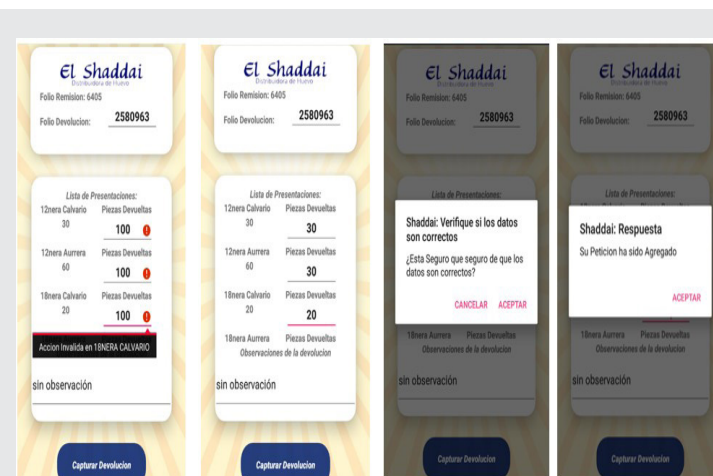 El Shaddai
Distribuidora de Huevo
Folio Remision: 6405
Folio Devolucion: 2580963
Lista de Presentaciones:
12nera Calvario Piezas Devueltas
30 100
12nera Aurrera Piezas Devueltas
60 100
18nera Calvario Piezas Devueltas
20 100
Accion Invalida en 18NERA CALVARIO
sin observación
Capturar Devolucion
El Shaddai
Distribuidora de Huevo
Folio Remision: 6405
Folio Devolucion: 2580963
Lista de Presentaciones:
12nera Calvario Piezas Devueltas
30 30
12nera Aurrera Piezas Devueltas
60 30
18nera Calvario Piezas Devueltas
20 20
18nera Aurrera Piezas Devueltas
Observaciones de la devolucion
sin observación
Capturar Devolucion
El Shaddai
Distribuidora de Huevo
Folio Remision: 6405
Folio Devolucion: 2580963
Lista de Presentaciones:
Shaddai: Verifique si los datos
son correctos
¿Esta Seguro que seguro de que los
datos son correctos?
CANCELAR ACEPTAR
18nera Aurrera Piezas Devueltas
Observaciones de la devolucion
sin observación
Capturar Devolucion
El Shaddai
Distribuidora de Huevo
Folio Remision: 6405
Folio Devolucion: 2580963
Lista de Presentaciones:
Shaddai: Respuesta
Su Peticion ha sido Agregado
ACEPTAR
18nera Aurrera Piezas Devueltas
Observaciones de la devolucion
sin observación
Capturar Devolucion